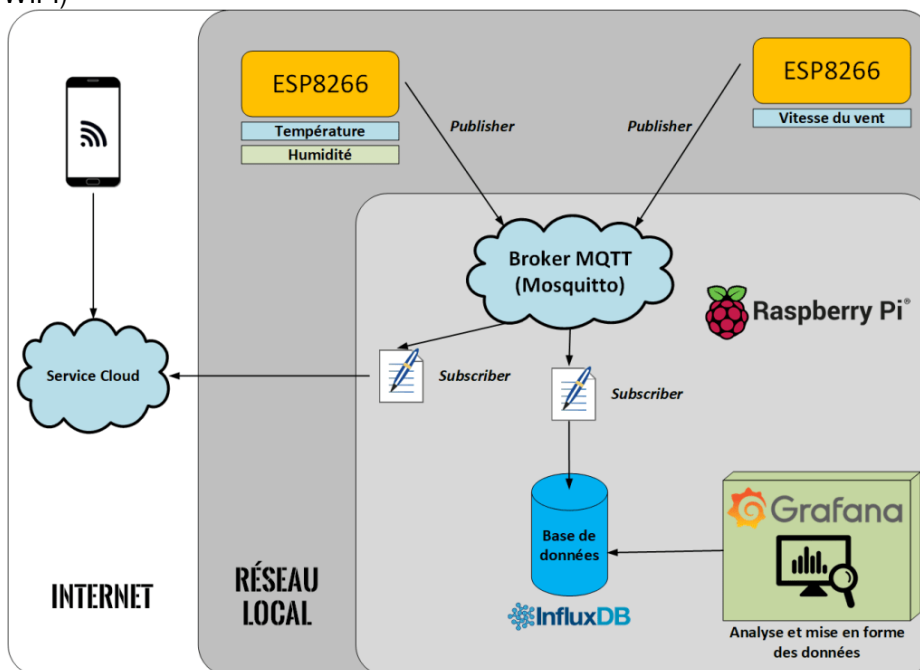 WiFi)
ESP8266
Température
Humidité
Publisher
Publisher
ESP8266
Vitesse du vent
Broker MQTT
(Mosquitto)
Raspberry Pi®
Service Cloud
Subscriber
Subscriber
Base de
données
InfluxDB
Grafana
Analyse et mise en forme
des données
INTERNET
RÉSEAU
LOCAL